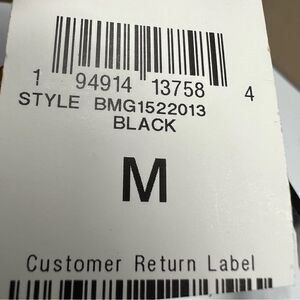 1 94914 13758 4
STYLE BMG1522013
BLACK
M
Customer Return Label